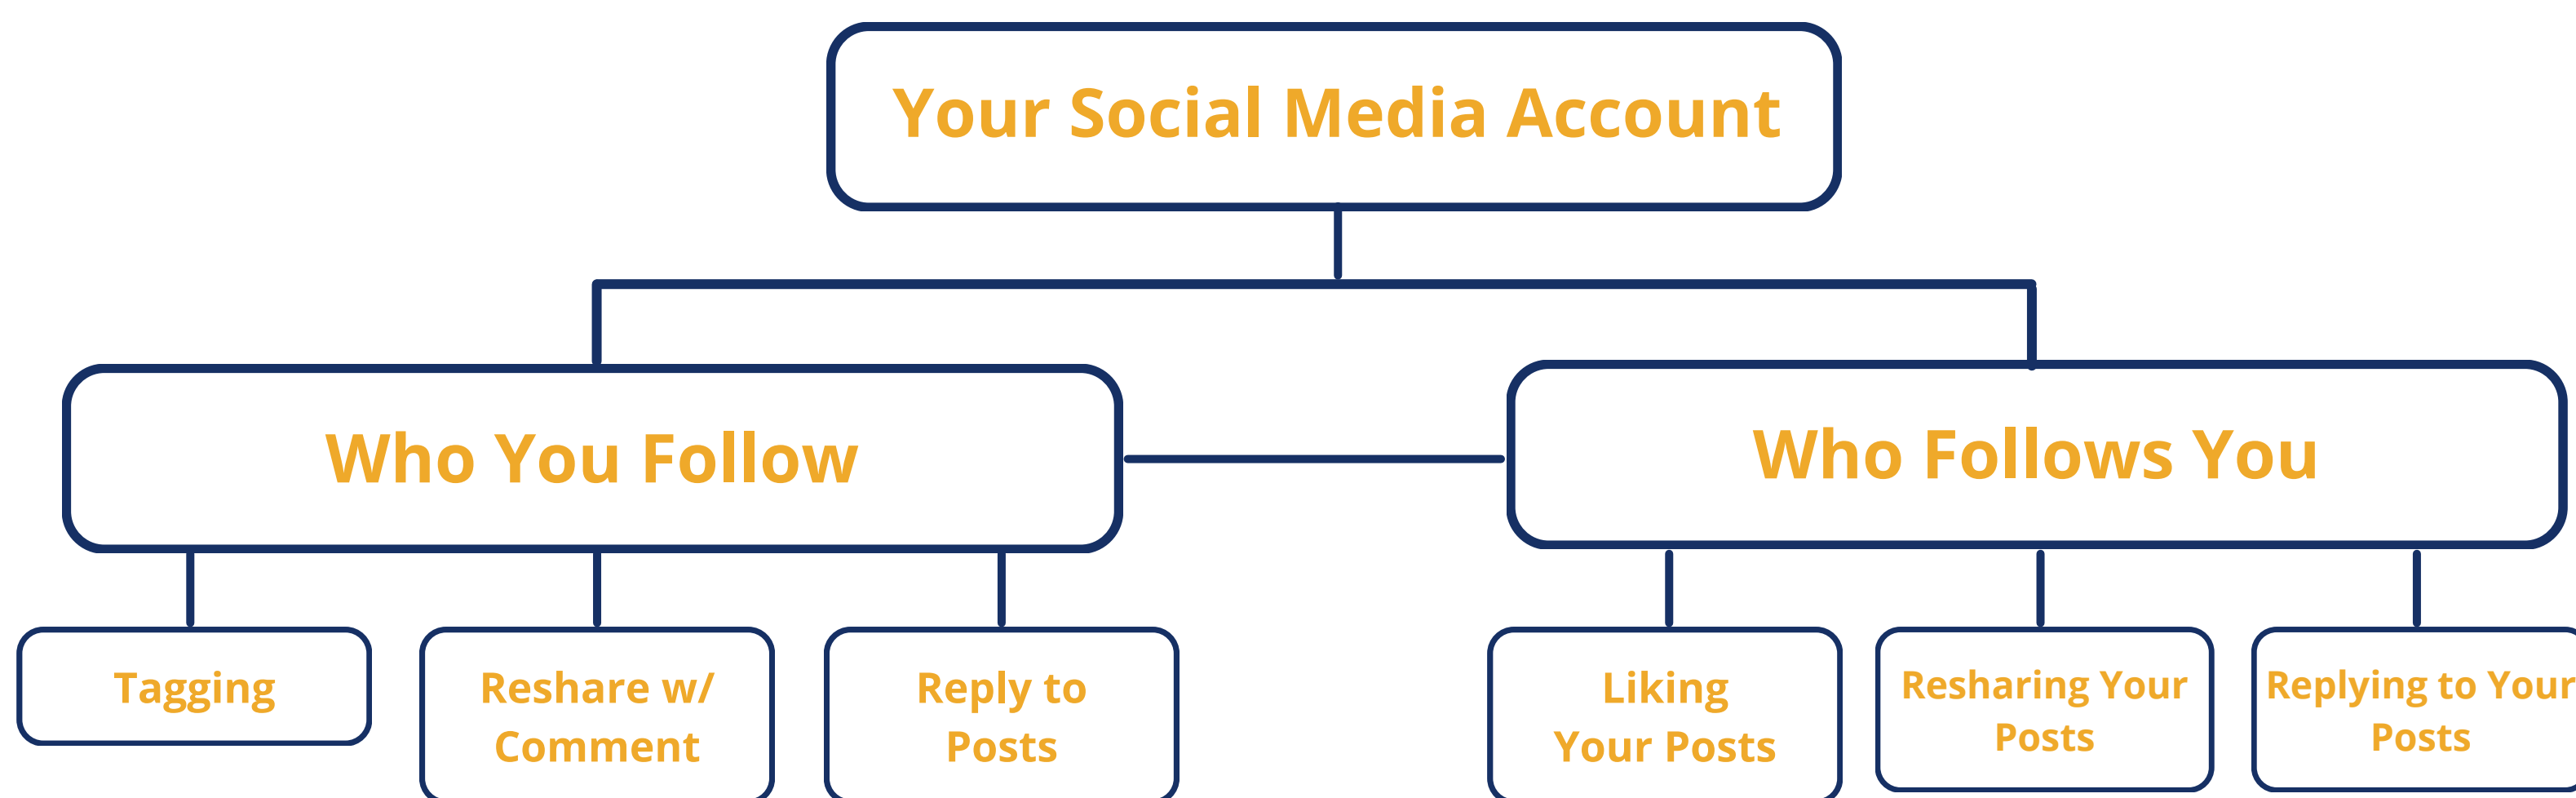 Your Social Media Account
Who You Follow
Who Follows You
Tagging
Reshare w/
Comment
Reply to
Posts
Liking
Your Posts
Resharing Your
Posts
Replying to Your
Posts